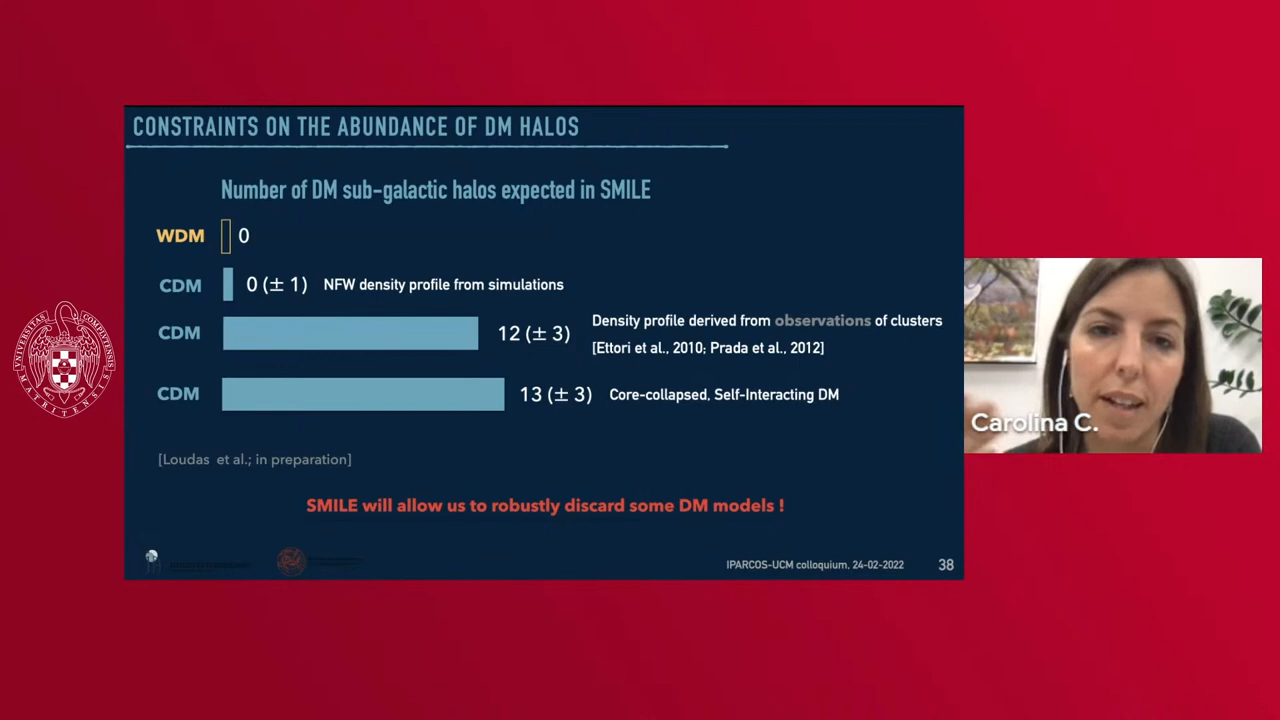 CONSTRAINTS ON THE ABUNDANCE OF DM HALOS
Number of DM sub-galactic halos expected in SMILE
WDM 0
CDM 0 (± 1) NFW density profile from simulations
CDM 12 (± 3) Density profile derived from observations of clusters
[Ettori et al., 2010; Prada et al., 2012]
CDM 13 (± 3) Core-collapsed, Self-Interacting DM
[Loudas et al.; in preparation]
SMILE will allow us to robustly discard some DM models !
IPARCOS-UCM colloquium, 24-02-2022 38
Carolina C.
VNIVERSITAS COMPLVTENSIS
MATRITENSIS